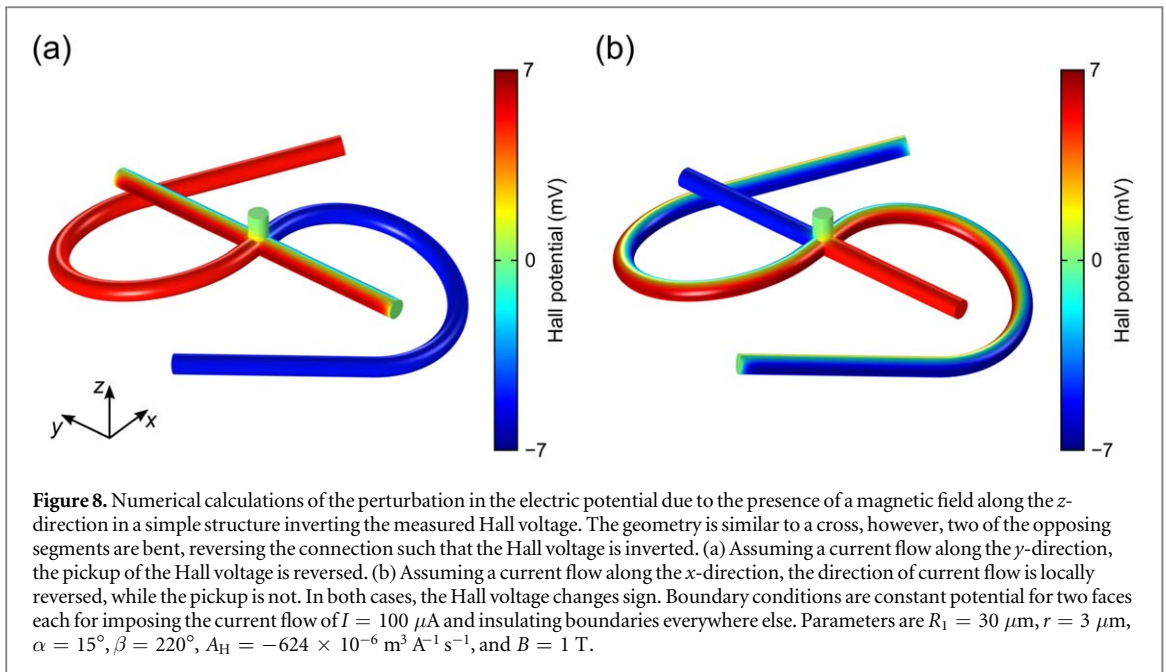 (a)
(b)
7
0
−7
Hall potential (mV)
7
0
−7
Hall potential (mV)
z
y
x
Figure 8. Numerical calculations of the perturbation in the electric potential due to the presence of a magnetic field along the z-
direction in a simple structure inverting the measured Hall voltage. The geometry is similar to a cross, however, two of the opposing
segments are bent, reversing the connection such that the Hall voltage is inverted. (a) Assuming a current flow along the y-direction,
the pickup of the Hall voltage is reversed. (b) Assuming a current flow along the x-direction, the direction of current flow is locally
reversed, while the pickup is not. In both cases, the Hall voltage changes sign. Boundary conditions are constant potential for two faces
each for imposing the current flow of I = 100 μA and insulating boundaries everywhere else. Parameters are R₁ = 30 μm, r = 3 μm,
α = 15°, β = 220°, A_H = −624 × 10⁻⁶ m³ A⁻¹ s⁻¹, and B = 1 T.